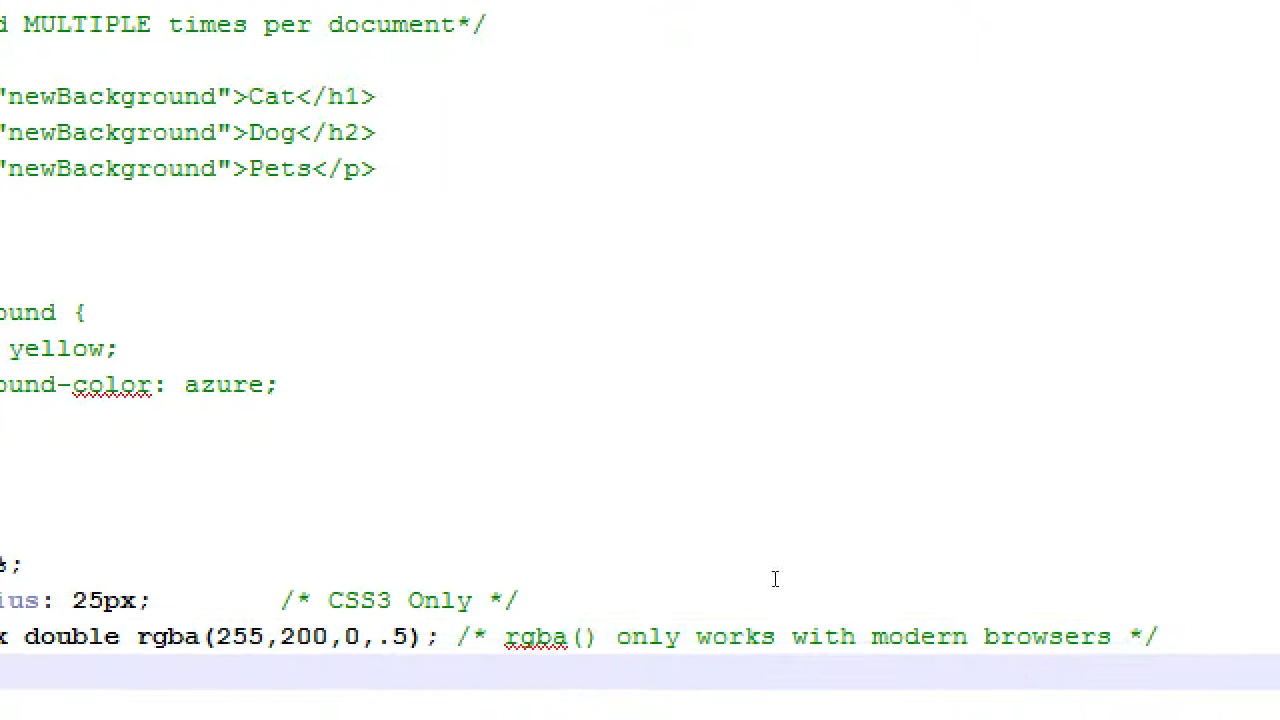 d MULTIPLE times per document*/
"newBackground">Cat</h1>
"newBackground">Dog</h2>
"newBackground">Pets</p>
ound {
yellow;
ound-color: azure;
%;
ius: 25px; /* CSS3 Only */
x double rgba(255,200,0,.5); /* rgba() only works with modern browsers */